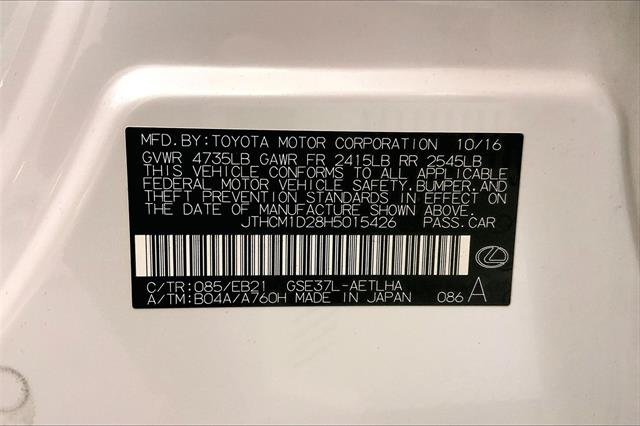 MFD.BY:TOYOTA MOTOR CORPORATION 10/16
GVWR 4735LB GAWR FR 2415LB RR 2545LB
THIS VEHICLE CONFORMS TO ALL APPLICABLE
FEDERAL MOTOR VEHICLE SAFETY,BUMPER,AND
THEFT PREVENTION STANDARDS IN EFFECT ON
THE DATE OF MANUFACTURE SHOWN ABOVE.
JTHCM1D28H5015426 PASS.CAR
C/TR:085/EB21 GSE37L-AETLHA
A/TM:B04A/A760H MADE IN JAPAN 086 A